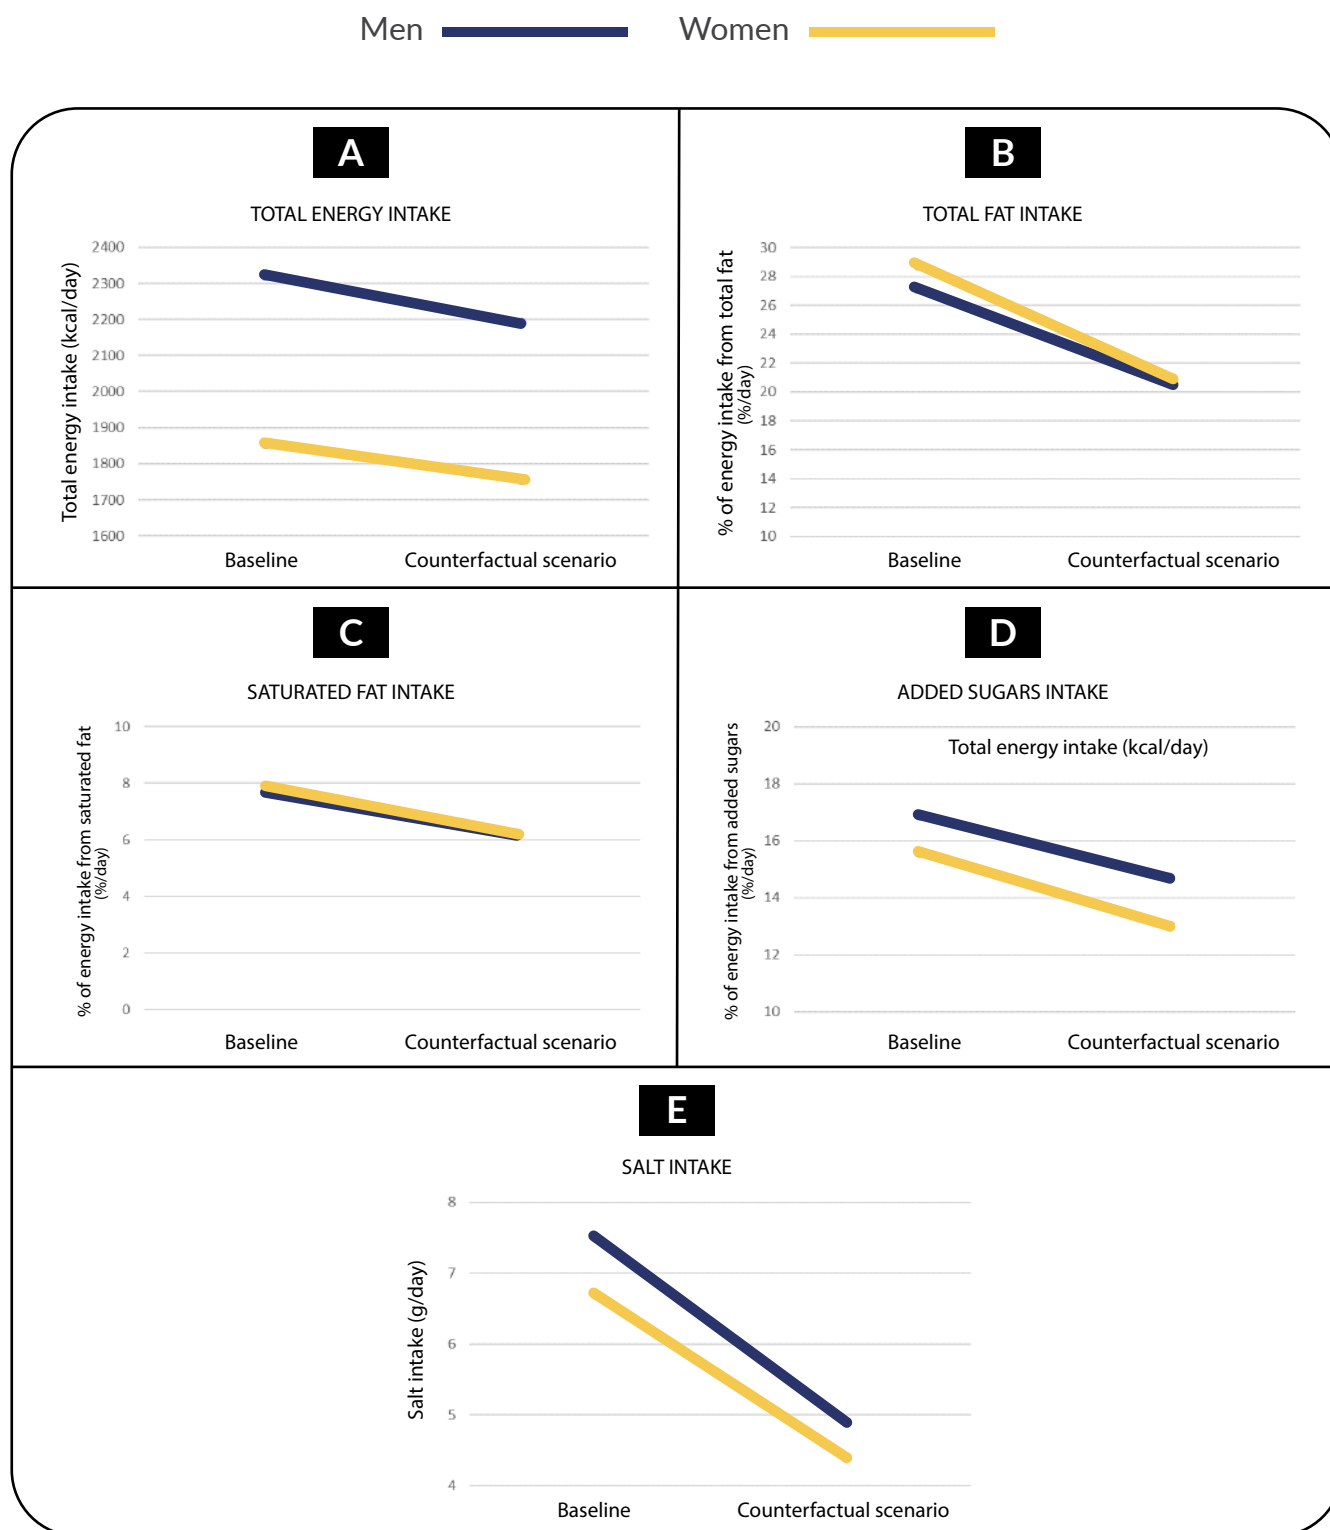 Men Women
A
TOTAL ENERGY INTAKE
Total energy intake (kcal/day)
2400
2300
2200
2100
2000
1900
1800
1700
1600
Baseline Counterfactual scenario
B
TOTAL FAT INTAKE
% of energy intake from total fat
(%/day)
30
28
26
24
22
20
18
16
14
12
10
Baseline Counterfactual scenario
C
SATURATED FAT INTAKE
% of energy intake from saturated fat
(%/day)
10
8
6
4
2
0
Baseline Counterfactual scenario
D
ADDED SUGARS INTAKE
% of energy intake from added sugars
(%/day)
Total energy intake (kcal/day)
20
18
16
14
12
10
Baseline Counterfactual scenario
E
SALT INTAKE
Salt intake (g/day)
8
7
6
5
4
Baseline Counterfactual scenario